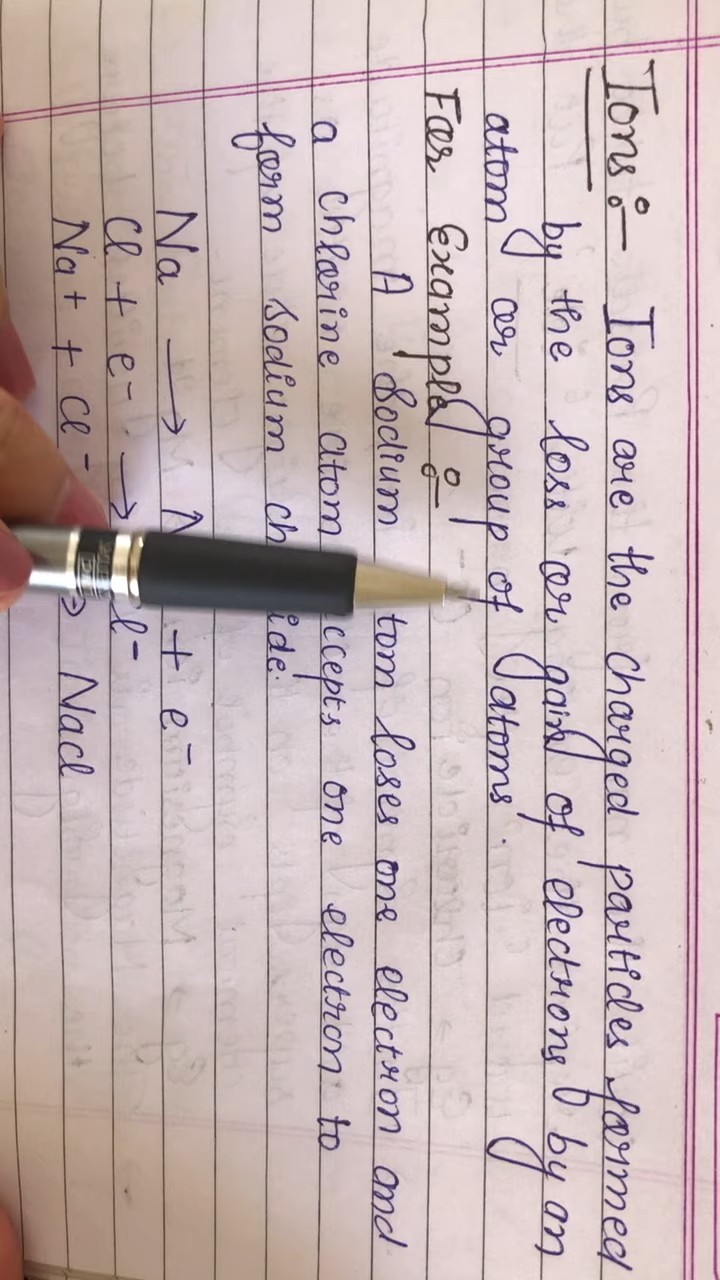 Ions:- Ions are the charged particles formed
by the loss or gain of electrons by an
atom or group of atoms.
For Example:-
A Sodium tom loses one electron and
a chlorine atom ccepts one electron to
form sodium ch ide.
Na → + e-
Cl + e- → l-
Na+ + Cl- Nacl